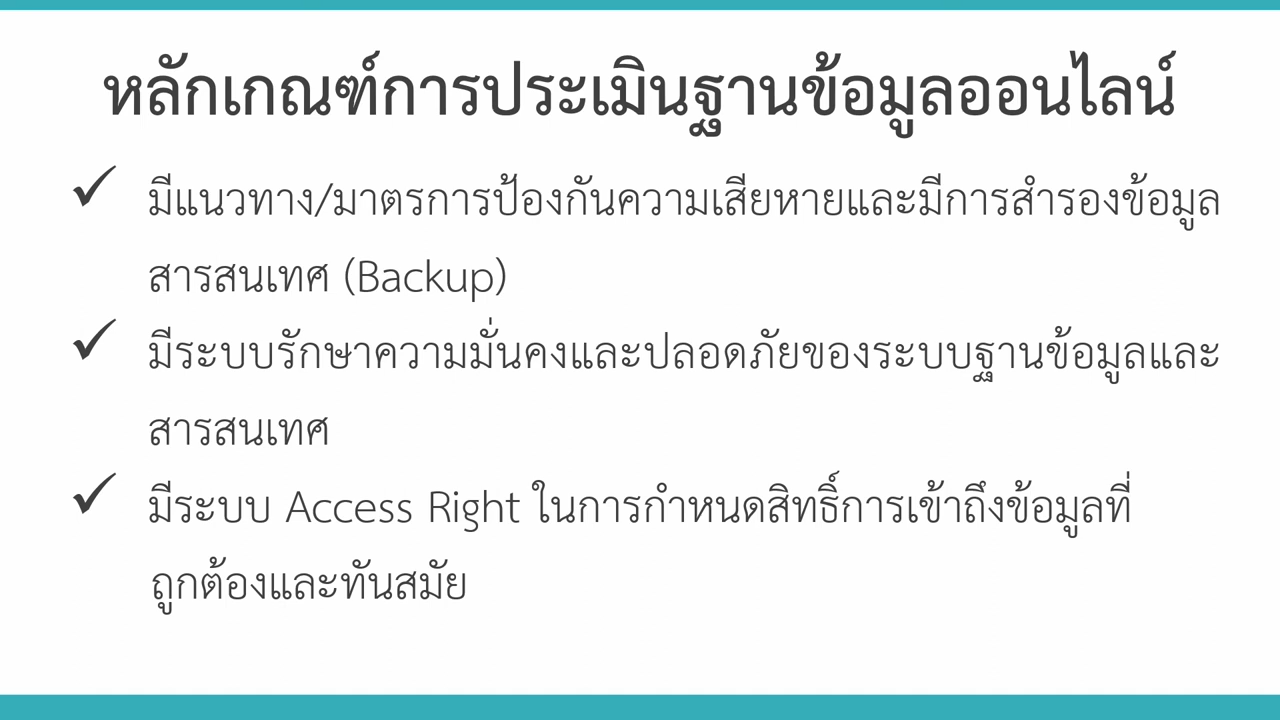 หลักเกณฑ์การประเมินฐานข้อมูลออนไลน์
✓ มีแนวทาง/มาตรการป้องกันความเสียหายและมีการสำรองข้อมูล
สารสนเทศ (Backup)
✓ มีระบบรักษาความมั่นคงและปลอดภัยของระบบฐานข้อมูลและ
สารสนเทศ
✓ มีระบบ Access Right ในการกำหนดสิทธิ์การเข้าถึงข้อมูลที่
ถูกต้องและทันสมัย